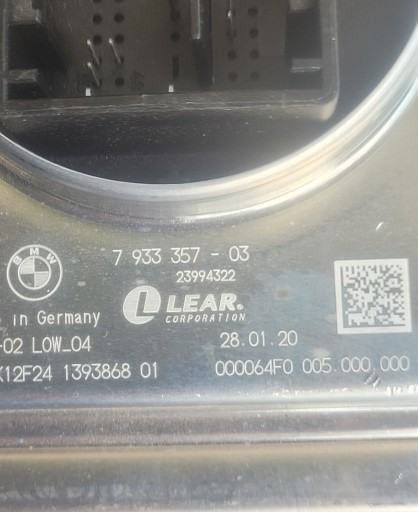 BMW
7 933 357 - 03
23994322
LEAR.
CORPORATION
in Germany
-02 LOW_04
28.01.20
12F24 1393868 01
000064F0 005.000.000